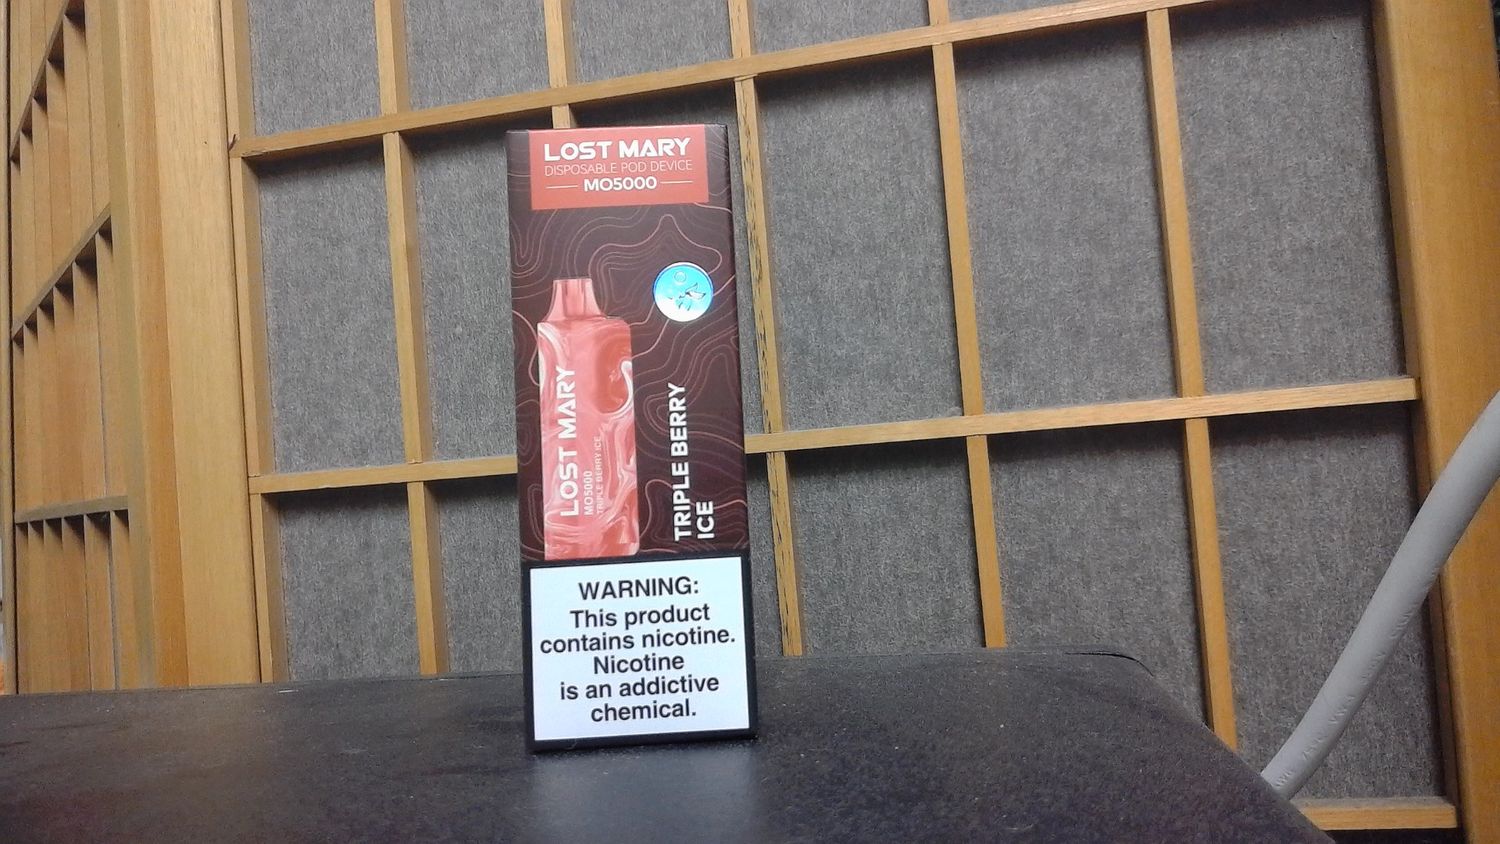 LOST MARY
DISPOSABLE POD DEVICE
MO5000
LOST MARY
MO5000
TRIPLE BERRY ICE
TRIPLE BERRY
ICE
WARNING:
This product
contains nicotine.
Nicotine
is an addictive
chemical.